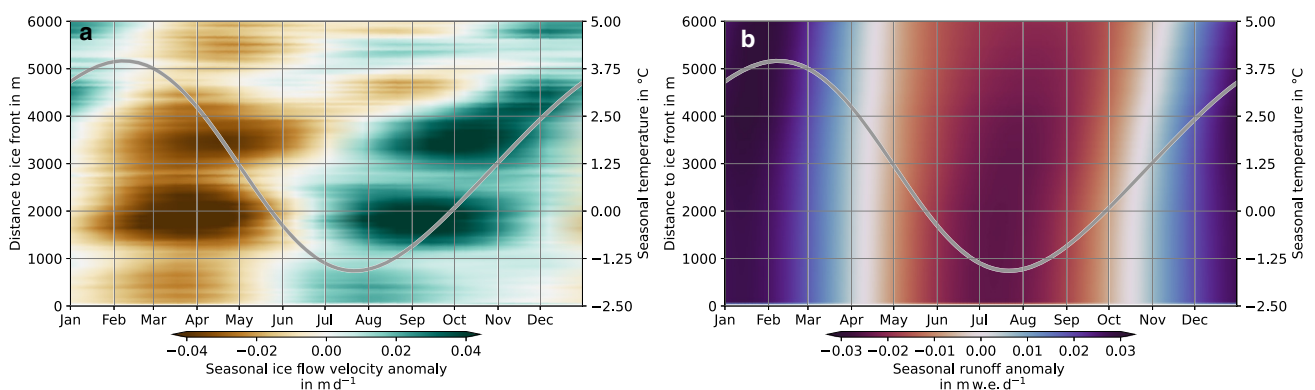 a
6000
5000
4000
3000
2000
1000
0
Distance to ice front in m
Jan Feb Mar Apr May Jun Jul Aug Sep Oct Nov Dec
5.00
3.75
2.50
1.25
0.00
−1.25
−2.50
Seasonal temperature in °C
−0.04 −0.02 0.00 0.02 0.04
Seasonal ice flow velocity anomaly
in m d⁻¹
b
6000
5000
4000
3000
2000
1000
0
Distance to ice front in m
Jan Feb Mar Apr May Jun Jul Aug Sep Oct Nov Dec
5.00
3.75
2.50
1.25
0.00
−1.25
−2.50
Seasonal temperature in °C
−0.03 −0.02 −0.01 0.00 0.01 0.02 0.03
Seasonal runoff anomaly
in m w.e. d⁻¹